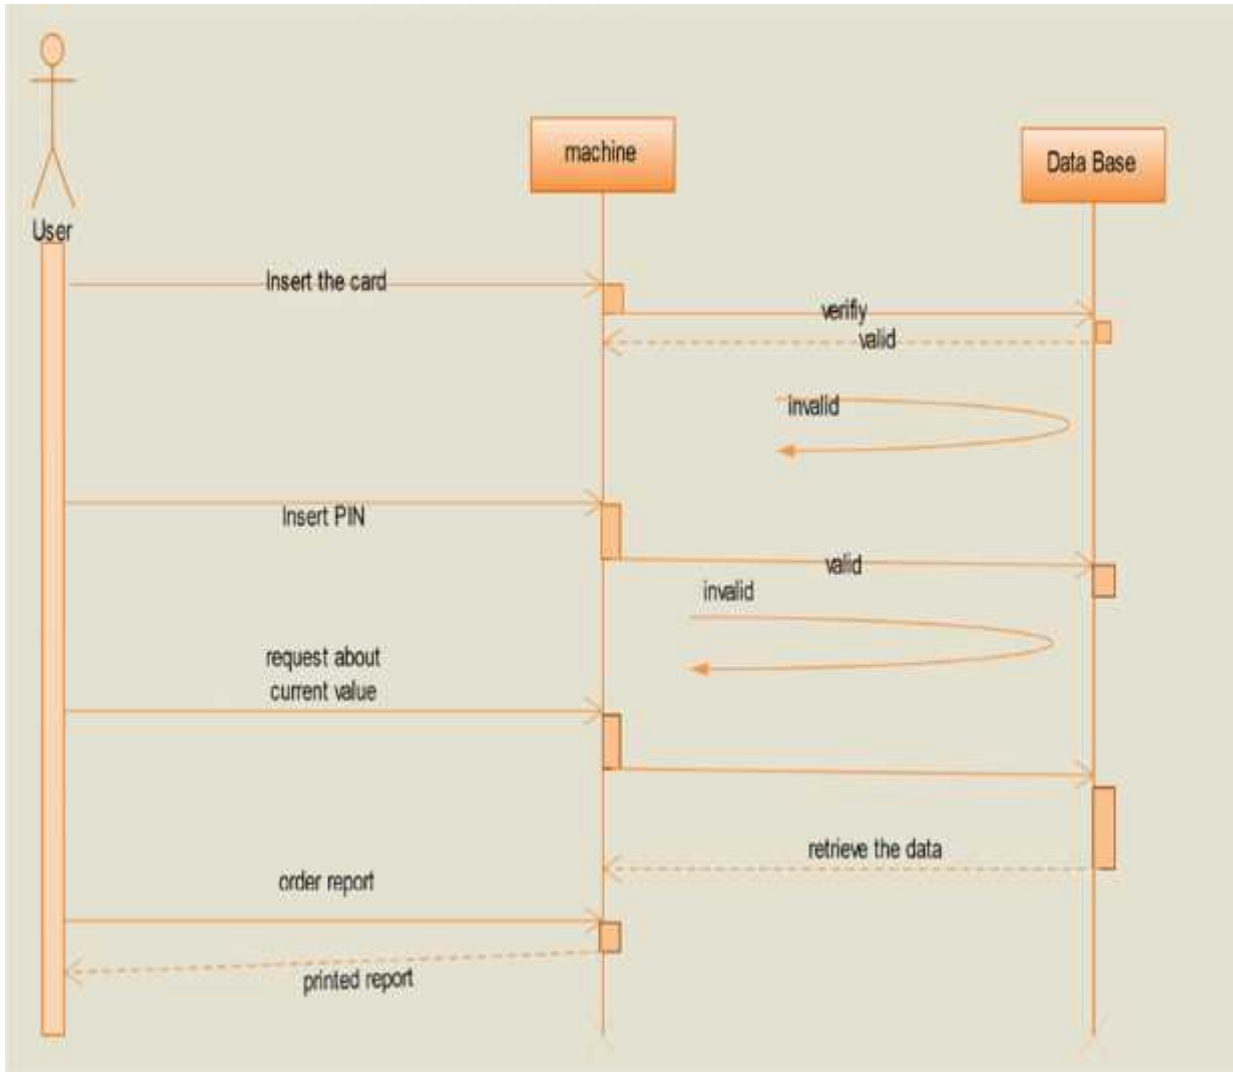 machine
Data Base
User
Insert the card
verifiy
valid
invalid
Insert PIN
valid
invalid
request about
current value
retrieve the data
order report
printed report